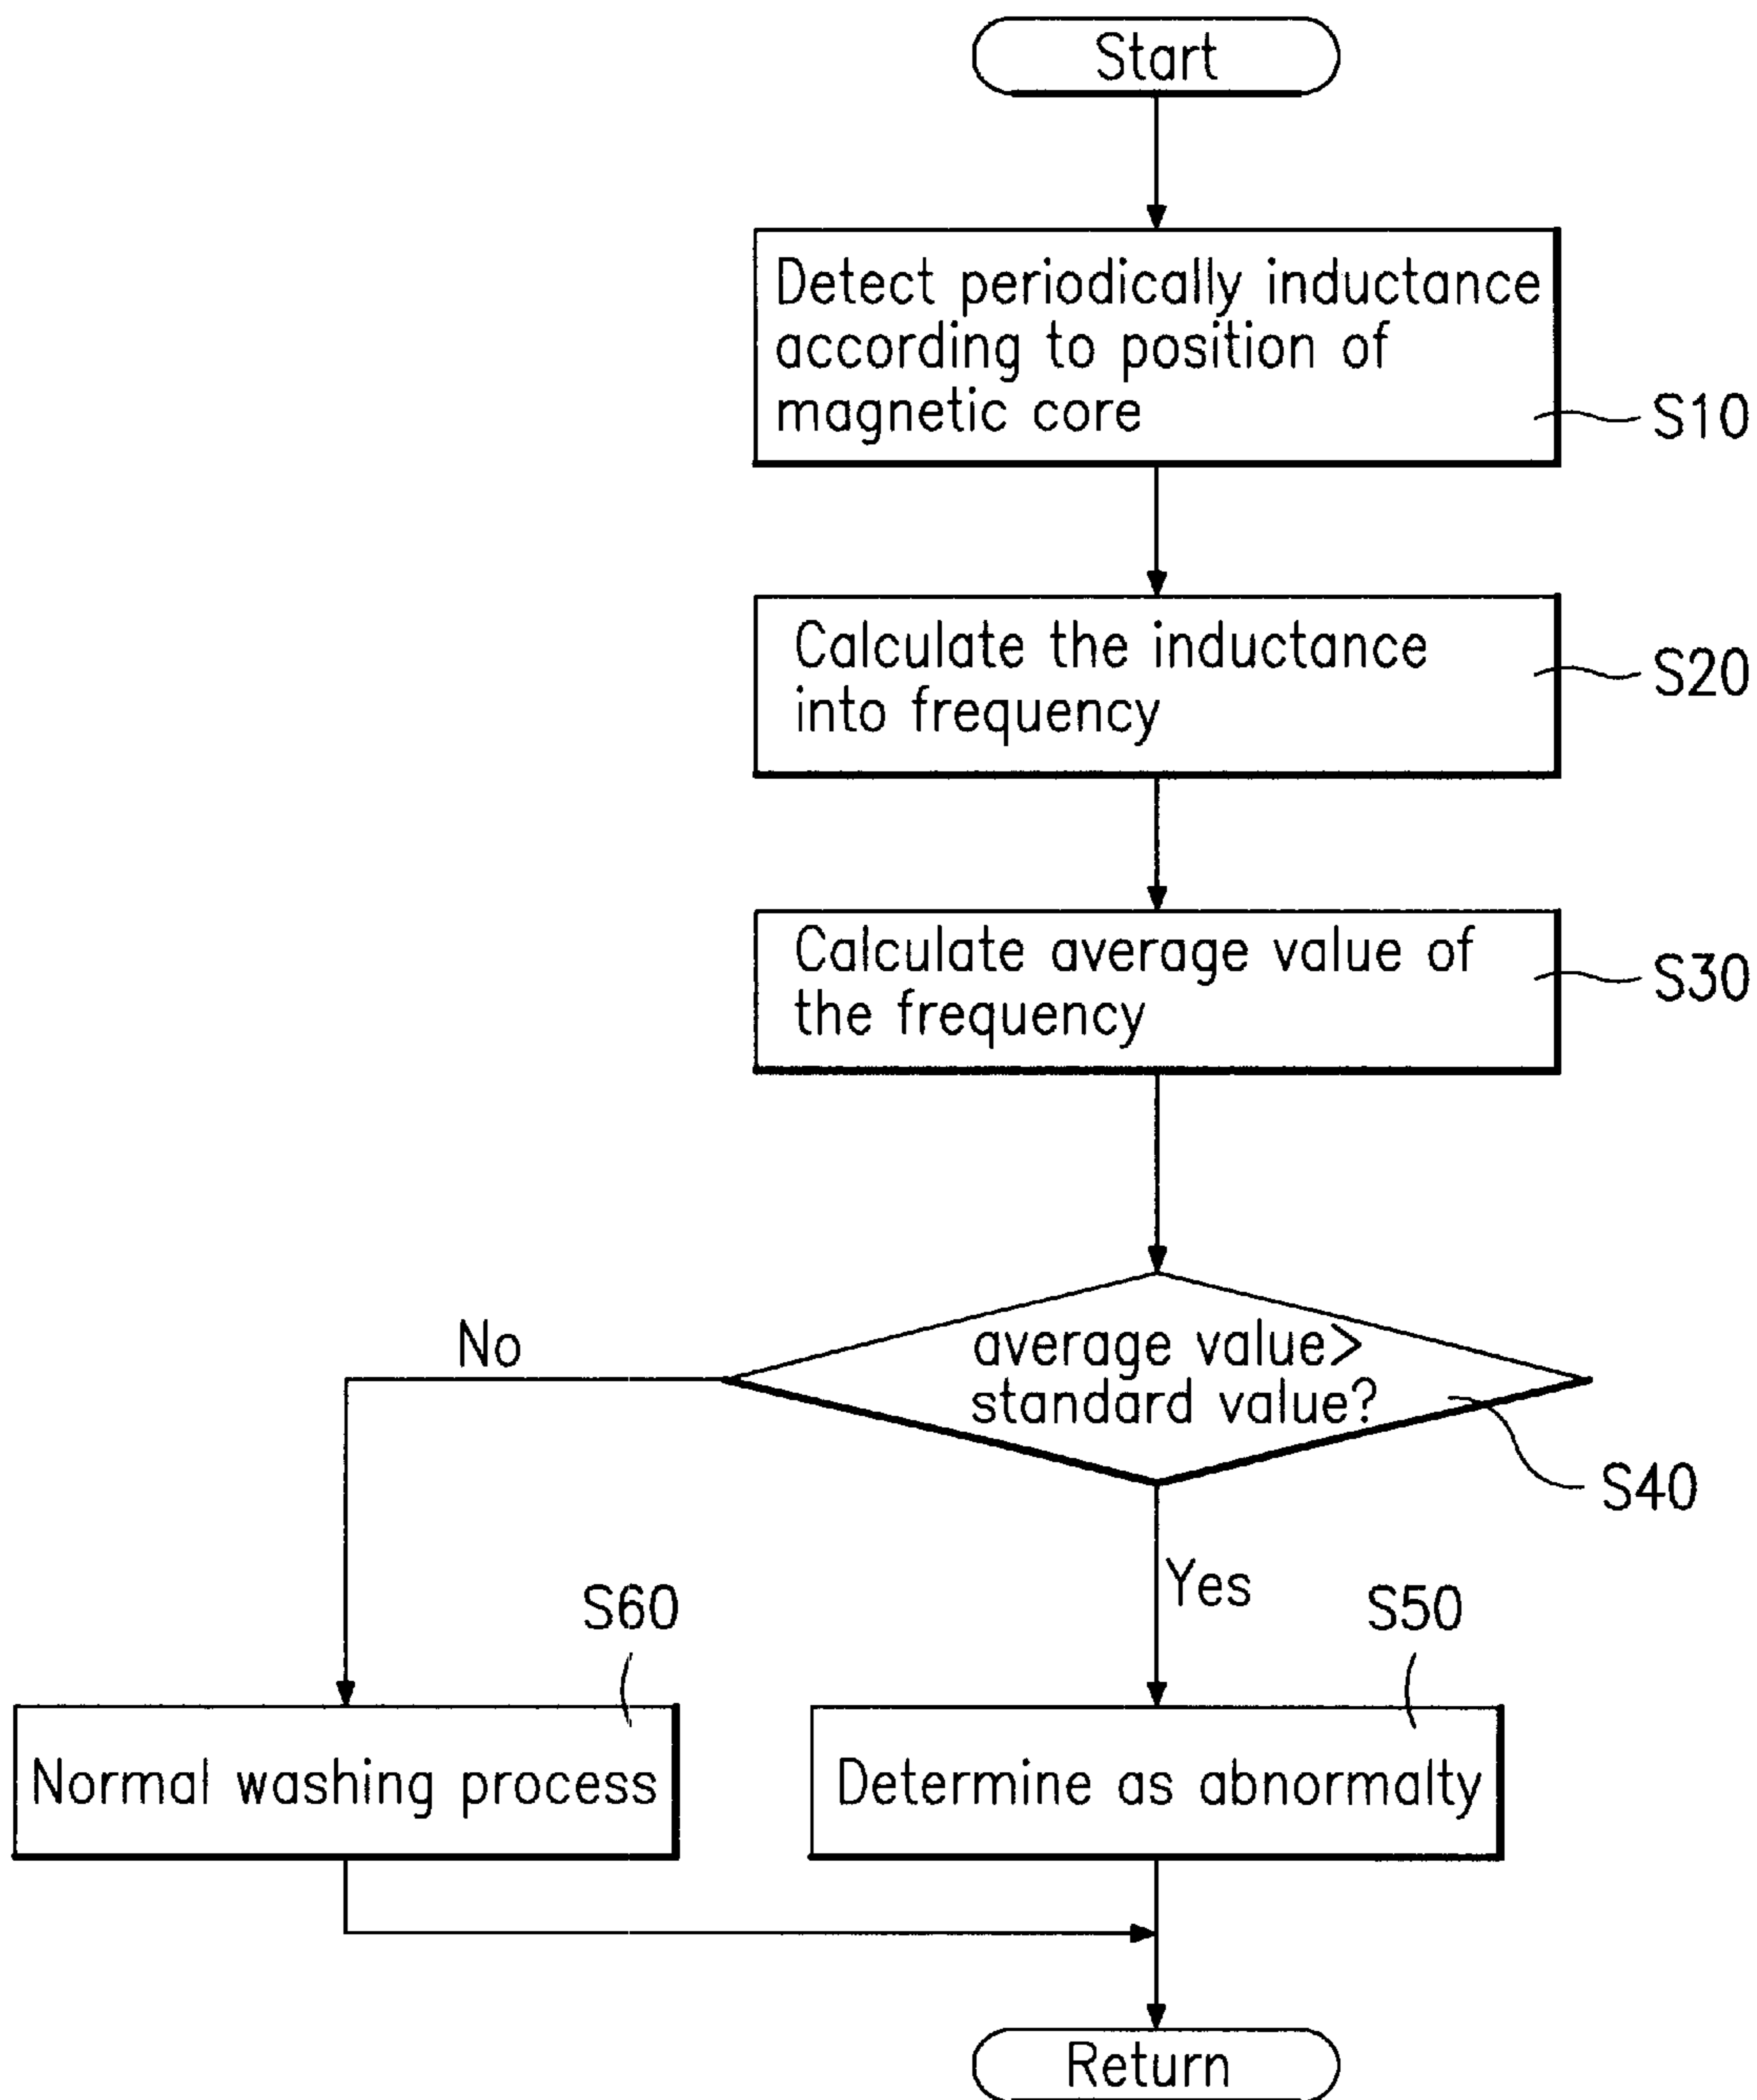 Start
Detect periodically inductance
according to position of
magnetic core
S10
Calculate the inductance
into frequency
S20
Calculate average value of
the frequency
S30
No
average value>
standard value?
S40
Yes
S60
S50
Normal washing process
Determine as abnormalty
Return